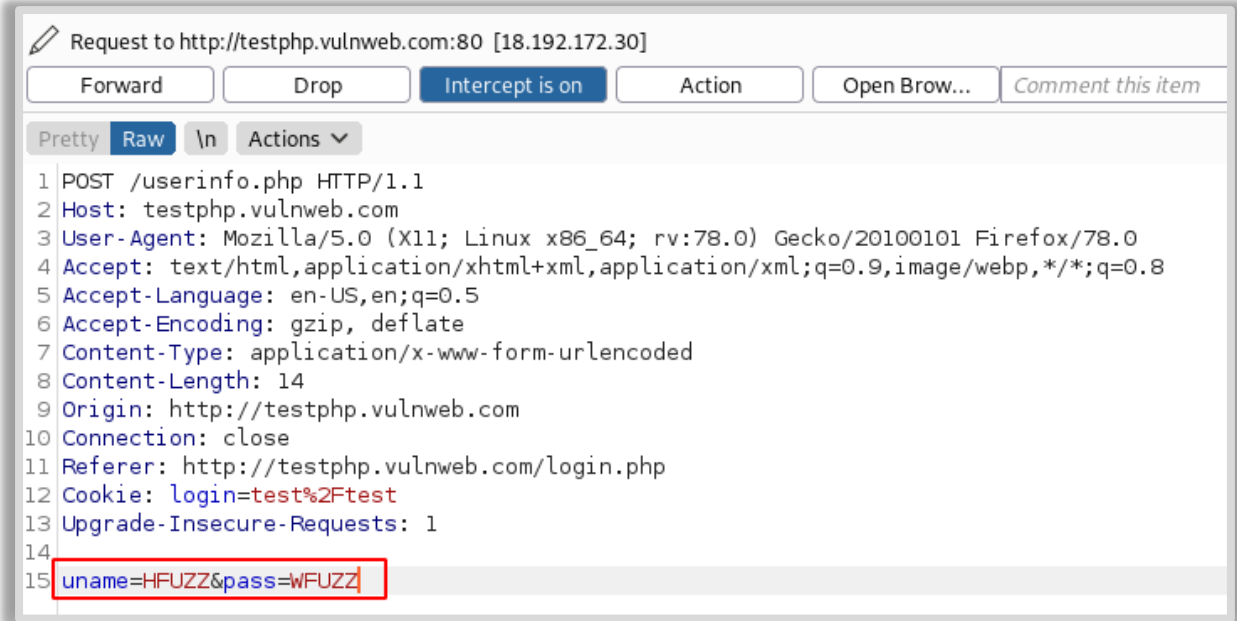 Request to http://testphp.vulnweb.com:80 [18.192.172.30]
Forward Drop Intercept is on Action Open Brow... Comment this item
Pretty Raw \n Actions
1 POST /userinfo.php HTTP/1.1
2 Host: testphp.vulnweb.com
3 User-Agent: Mozilla/5.0 (X11; Linux x86_64; rv:78.0) Gecko/20100101 Firefox/78.0
4 Accept: text/html,application/xhtml+xml,application/xml;q=0.9,image/webp,*/*;q=0.8
5 Accept-Language: en-US,en;q=0.5
6 Accept-Encoding: gzip, deflate
7 Content-Type: application/x-www-form-urlencoded
8 Content-Length: 14
9 Origin: http://testphp.vulnweb.com
10 Connection: close
11 Referer: http://testphp.vulnweb.com/login.php
12 Cookie: login=test%2Ftest
13 Upgrade-Insecure-Requests: 1
14
15 uname=HFUZZ&pass=WFUZZ